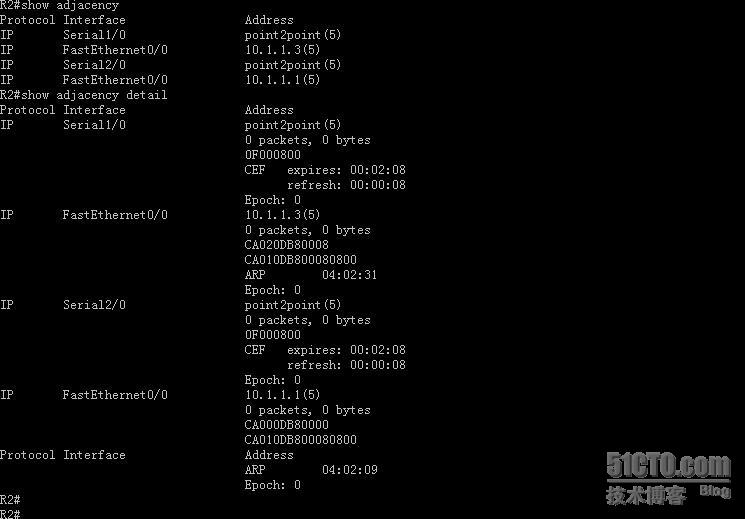 R2#show adjacency
Protocol Interface Address
IP Serial1/0 point2point(5)
IP FastEthernet0/0 10.1.1.3(5)
IP Serial2/0 point2point(5)
IP FastEthernet0/0 10.1.1.1(5)
R2#show adjacency detail
Protocol Interface Address
IP Serial1/0 point2point(5)
0 packets, 0 bytes
0F000800
CEF expires: 00:02:08
refresh: 00:00:08
Epoch: 0
IP FastEthernet0/0 10.1.1.3(5)
0 packets, 0 bytes
CA020DB80008
CA010DB800080800
ARP 04:02:31
Epoch: 0
IP Serial2/0 point2point(5)
0 packets, 0 bytes
0F000800
CEF expires: 00:02:08
refresh: 00:00:08
Epoch: 0
IP FastEthernet0/0 10.1.1.1(5)
0 packets, 0 bytes
CA000DB80000
CA010DB800080800
Protocol Interface Address
ARP 04:02:09
Epoch: 0
R2#
R2#
51CTO.com
技术博客 Blog